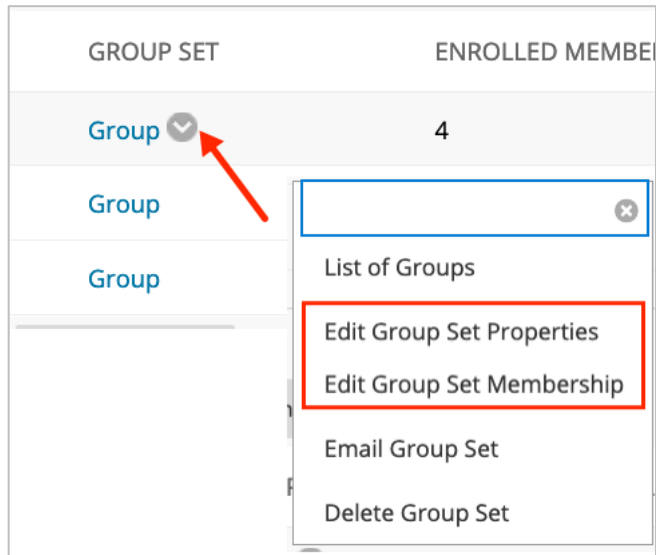 GROUP SET ENROLLED MEMBE
Group 4
Group
Group
List of Groups
Edit Group Set Properties
Edit Group Set Membership
Email Group Set
Delete Group Set